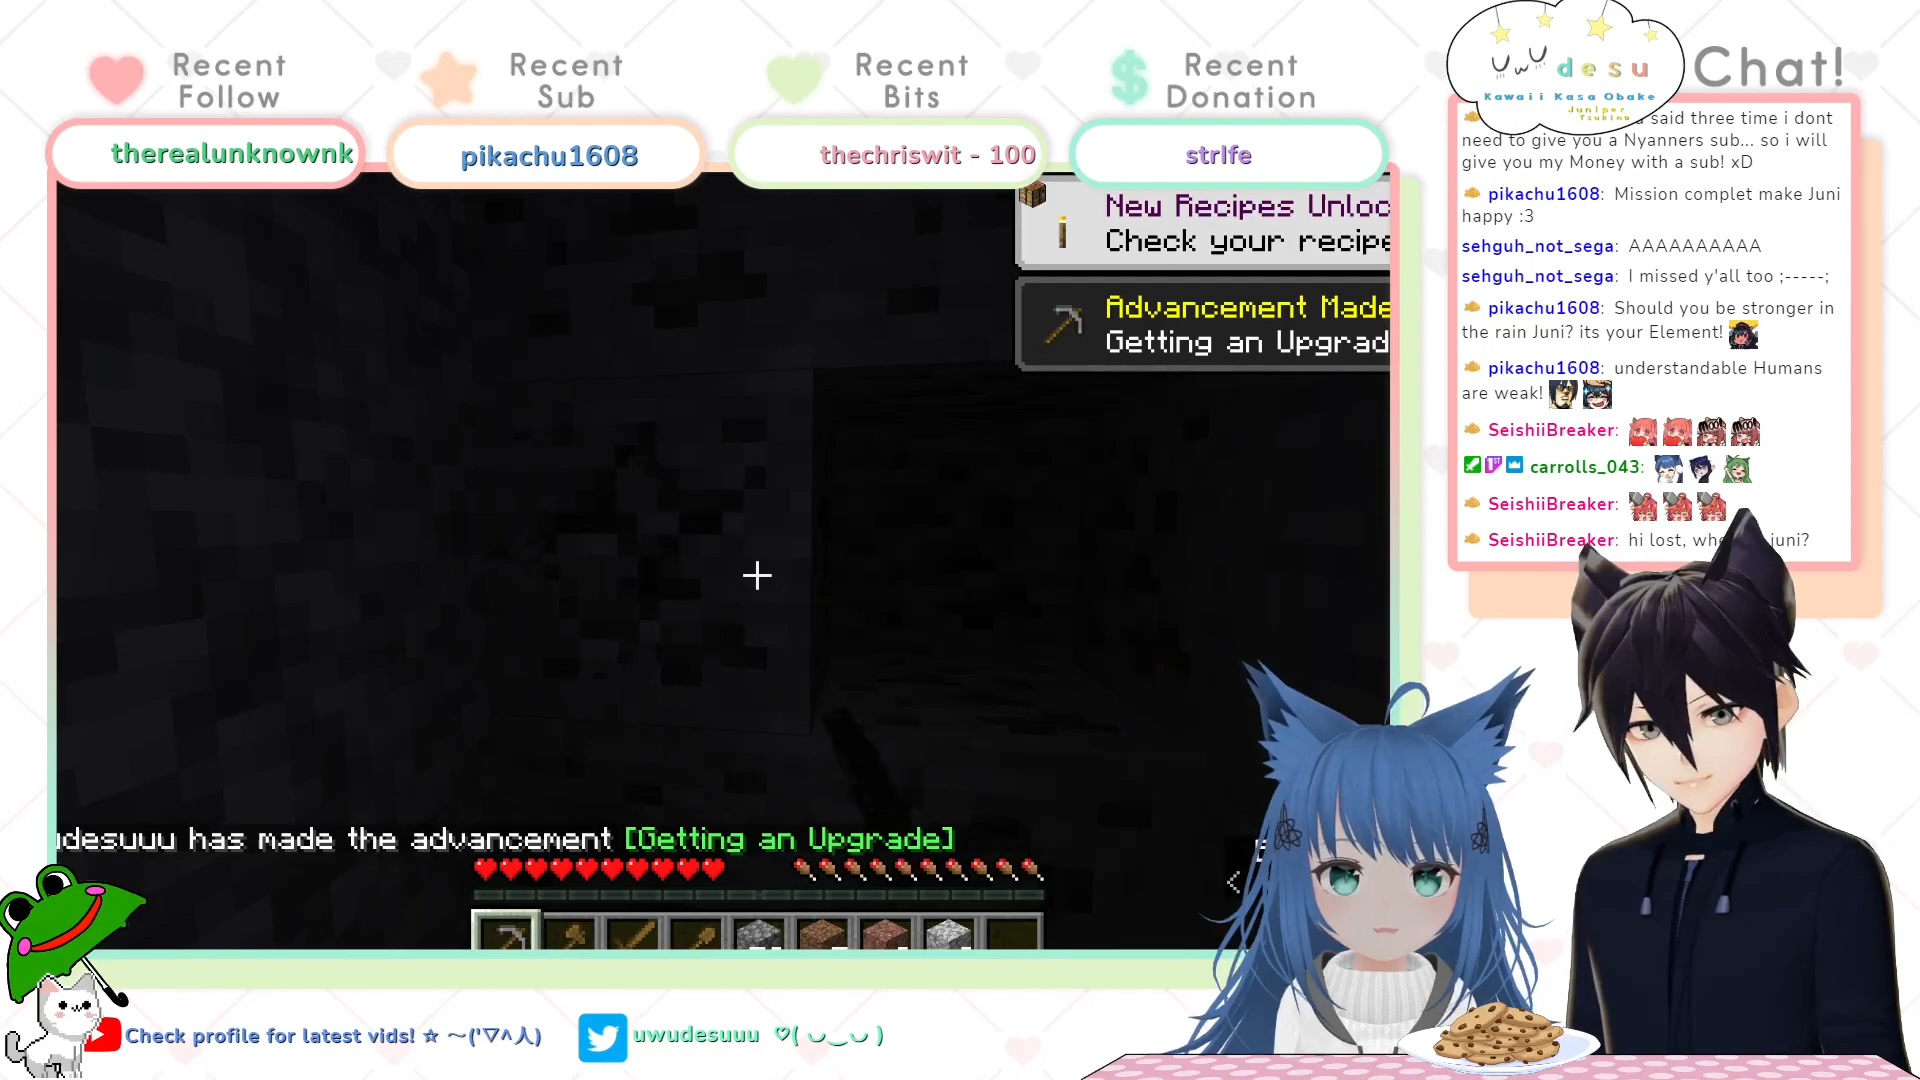 Recent
Follow
Recent
Sub
Recent
Bits
Recent
Donation
UwU desu
Kawaii Kasa Obake
Juniper
Tsukino
Chat!
therealunknownk
pikachu1608
thechriswit - 100
strlfe
said three time i dont
need to give you a Nyanners sub... so i will
give you my Money with a sub! xD
pikachu1608: Mission complet make Juni
happy :3
sehguh_not_sega: AAAAAAAAAA
sehguh_not_sega: I missed y'all too ;-----;
pikachu1608: Should you be stronger in
the rain Juni? its your Element!
pikachu1608: understandable Humans
are weak!
SeishiiBreaker:
MOO! MOO!
carrolls_043:
SeishiiBreaker:
SeishiiBreaker: hi lost, juni?
New Recipes Unloc
Check your recipe
Advancement Made
Getting an Upgrad
udesuuu has made the advancement [Getting an Upgrade]
Check profile for latest vids! ☆ ～('▽^人)
uwudesuuu ♡( ᴗ‿ᴗ )